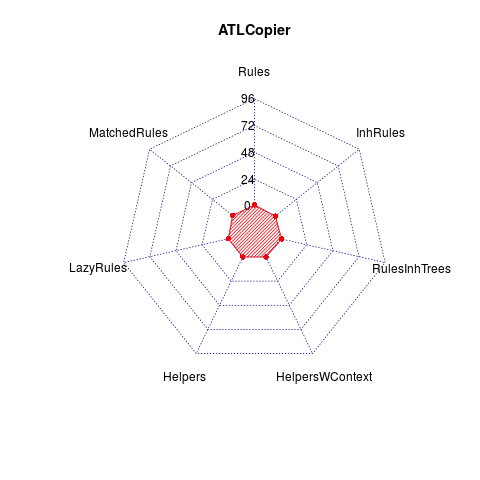 ATLCopier
Rules
96
MatchedRules
InhRules
72
48
24
0
LazyRules
RulesInhTrees
Helpers
HelpersWContext